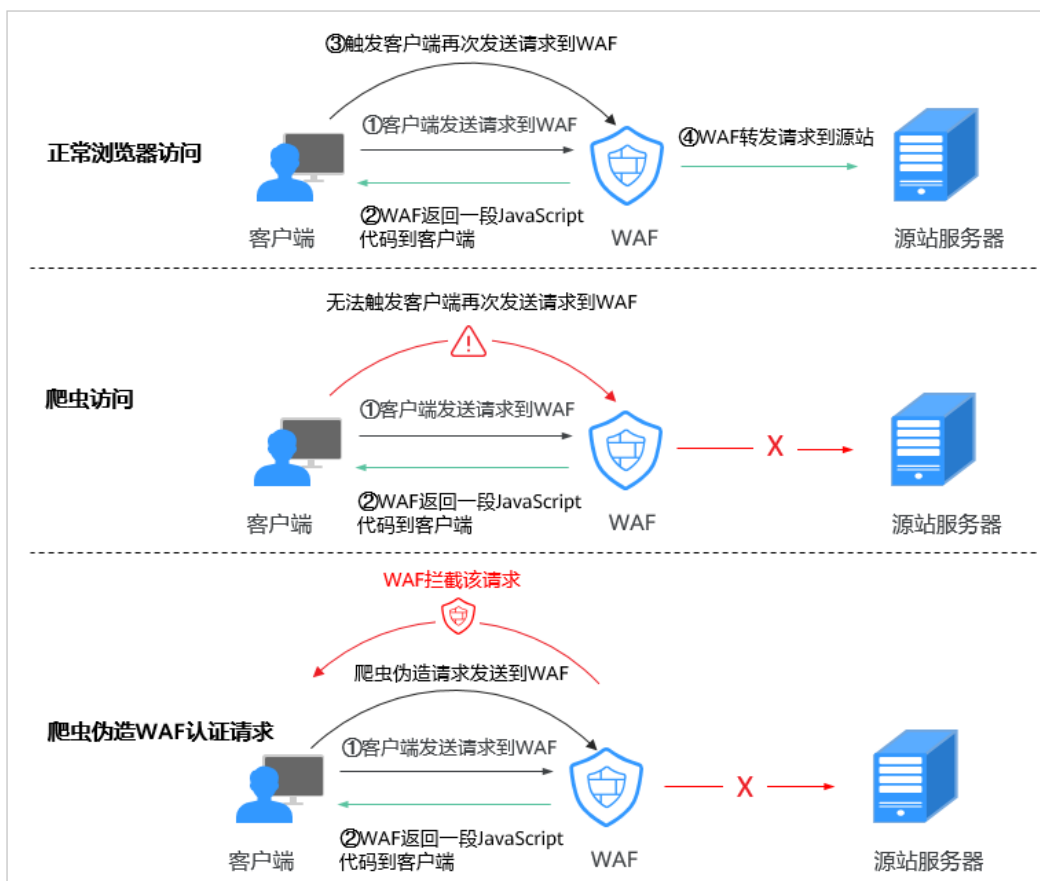 ③触发客户端再次发送请求到WAF
①客户端发送请求到WAF
④WAF转发请求到源站
正常浏览器访问
②WAF返回一段JavaScript
代码到客户端
客户端
WAF
源站服务器
无法触发客户端再次发送请求到WAF
爬虫访问
①客户端发送请求到WAF
X
②WAF返回一段JavaScript
代码到客户端
客户端
WAF
源站服务器
WAF拦截该请求
爬虫伪造请求发送到WAF
爬虫伪造WAF认证请求
①客户端发送请求到WAF
X
②WAF返回一段JavaScript
代码到客户端
客户端
WAF
源站服务器